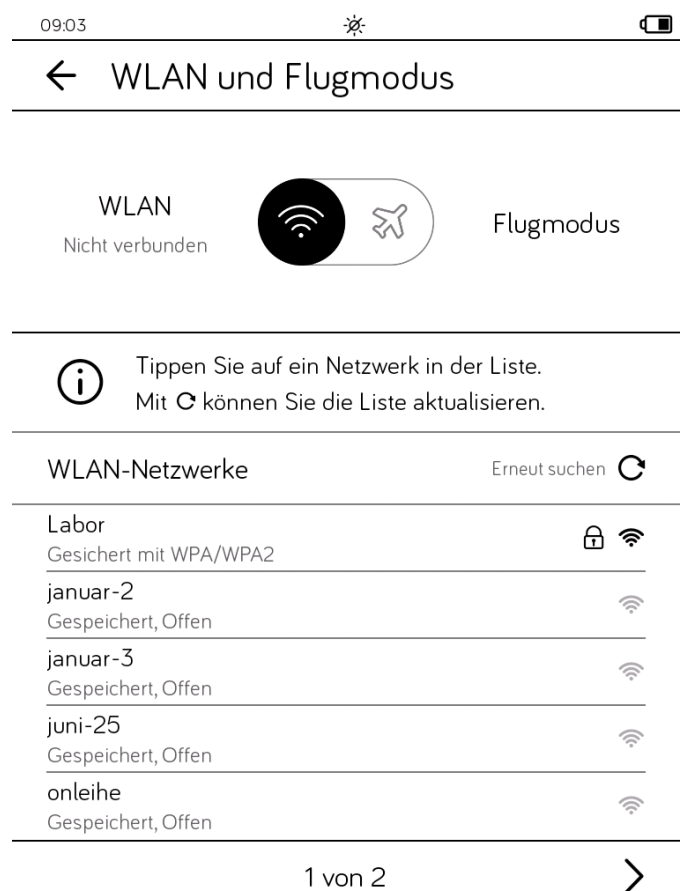 09:03
WLAN und Flugmodus
WLAN
Nicht verbunden
Flugmodus
Tippen Sie auf ein Netzwerk in der Liste.
Mit können Sie die Liste aktualisieren.
WLAN-Netzwerke
Erneut suchen
Labor
Gesichert mit WPA/WPA2
januar-2
Gespeichert, Offen
januar-3
Gespeichert, Offen
juni-25
Gespeichert, Offen
onleihe
Gespeichert, Offen
1 von 2